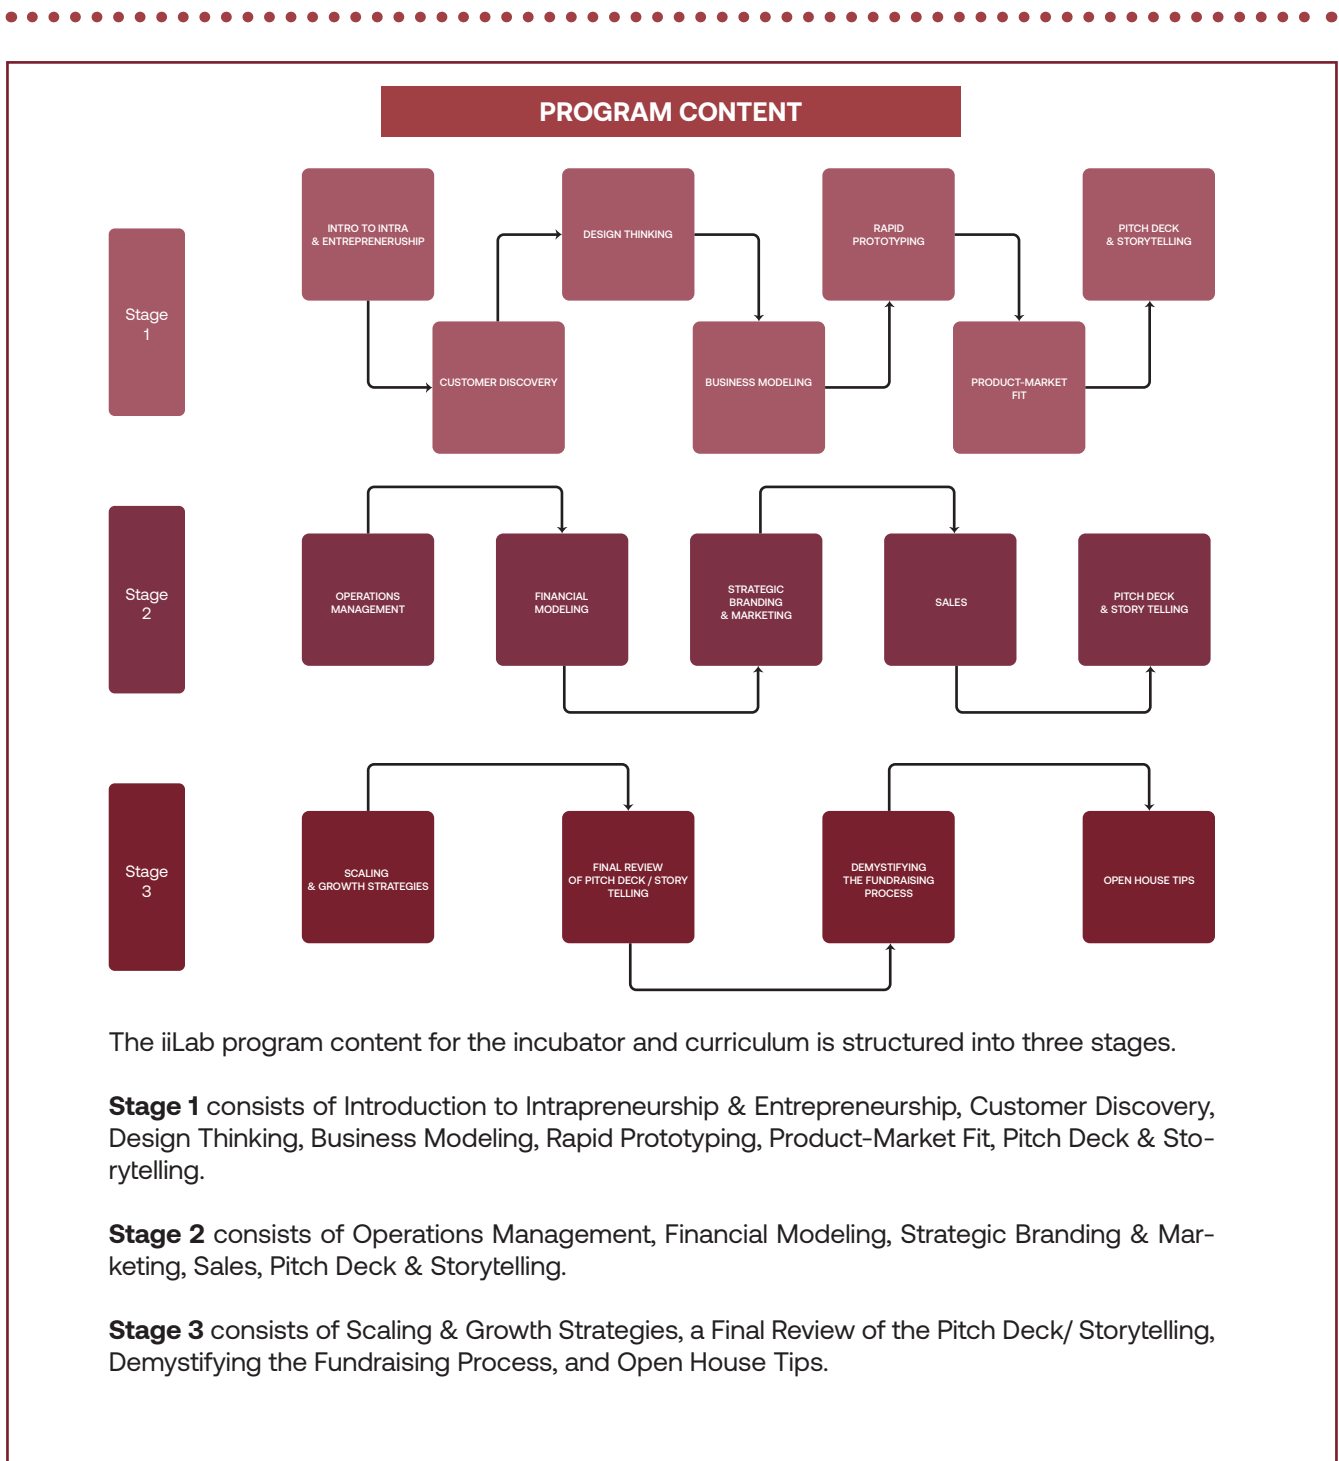 PROGRAM CONTENT
Stage
1
INTRO TO INTRA
& ENTREPRENERUSHIP
CUSTOMER DISCOVERY
DESIGN THINKING
BUSINESS MODELING
RAPID
PROTOTYPING
PRODUCT-MARKET
FIT
PITCH DECK
& STORYTELLING
Stage
2
OPERATIONS
MANAGEMENT
FINANCIAL
MODELING
STRATEGIC
BRANDING
& MARKETING
SALES
PITCH DECK
& STORY TELLING
Stage
3
SCALING
& GROWTH STRATEGIES
FINAL REVIEW
OF PITCH DECK / STORY
TELLING
DEMYSTIFYING
THE FUNDRAISING
PROCESS
OPEN HOUSE TIPS
The iiLab program content for the incubator and curriculum is structured into three stages.
Stage 1 consists of Introduction to Intrapreneurship & Entrepreneurship, Customer Discovery,
Design Thinking, Business Modeling, Rapid Prototyping, Product-Market Fit, Pitch Deck & Sto-
rytelling.
Stage 2 consists of Operations Management, Financial Modeling, Strategic Branding & Mar-
keting, Sales, Pitch Deck & Storytelling.
Stage 3 consists of Scaling & Growth Strategies, a Final Review of the Pitch Deck/ Storytelling,
Demystifying the Fundraising Process, and Open House Tips.